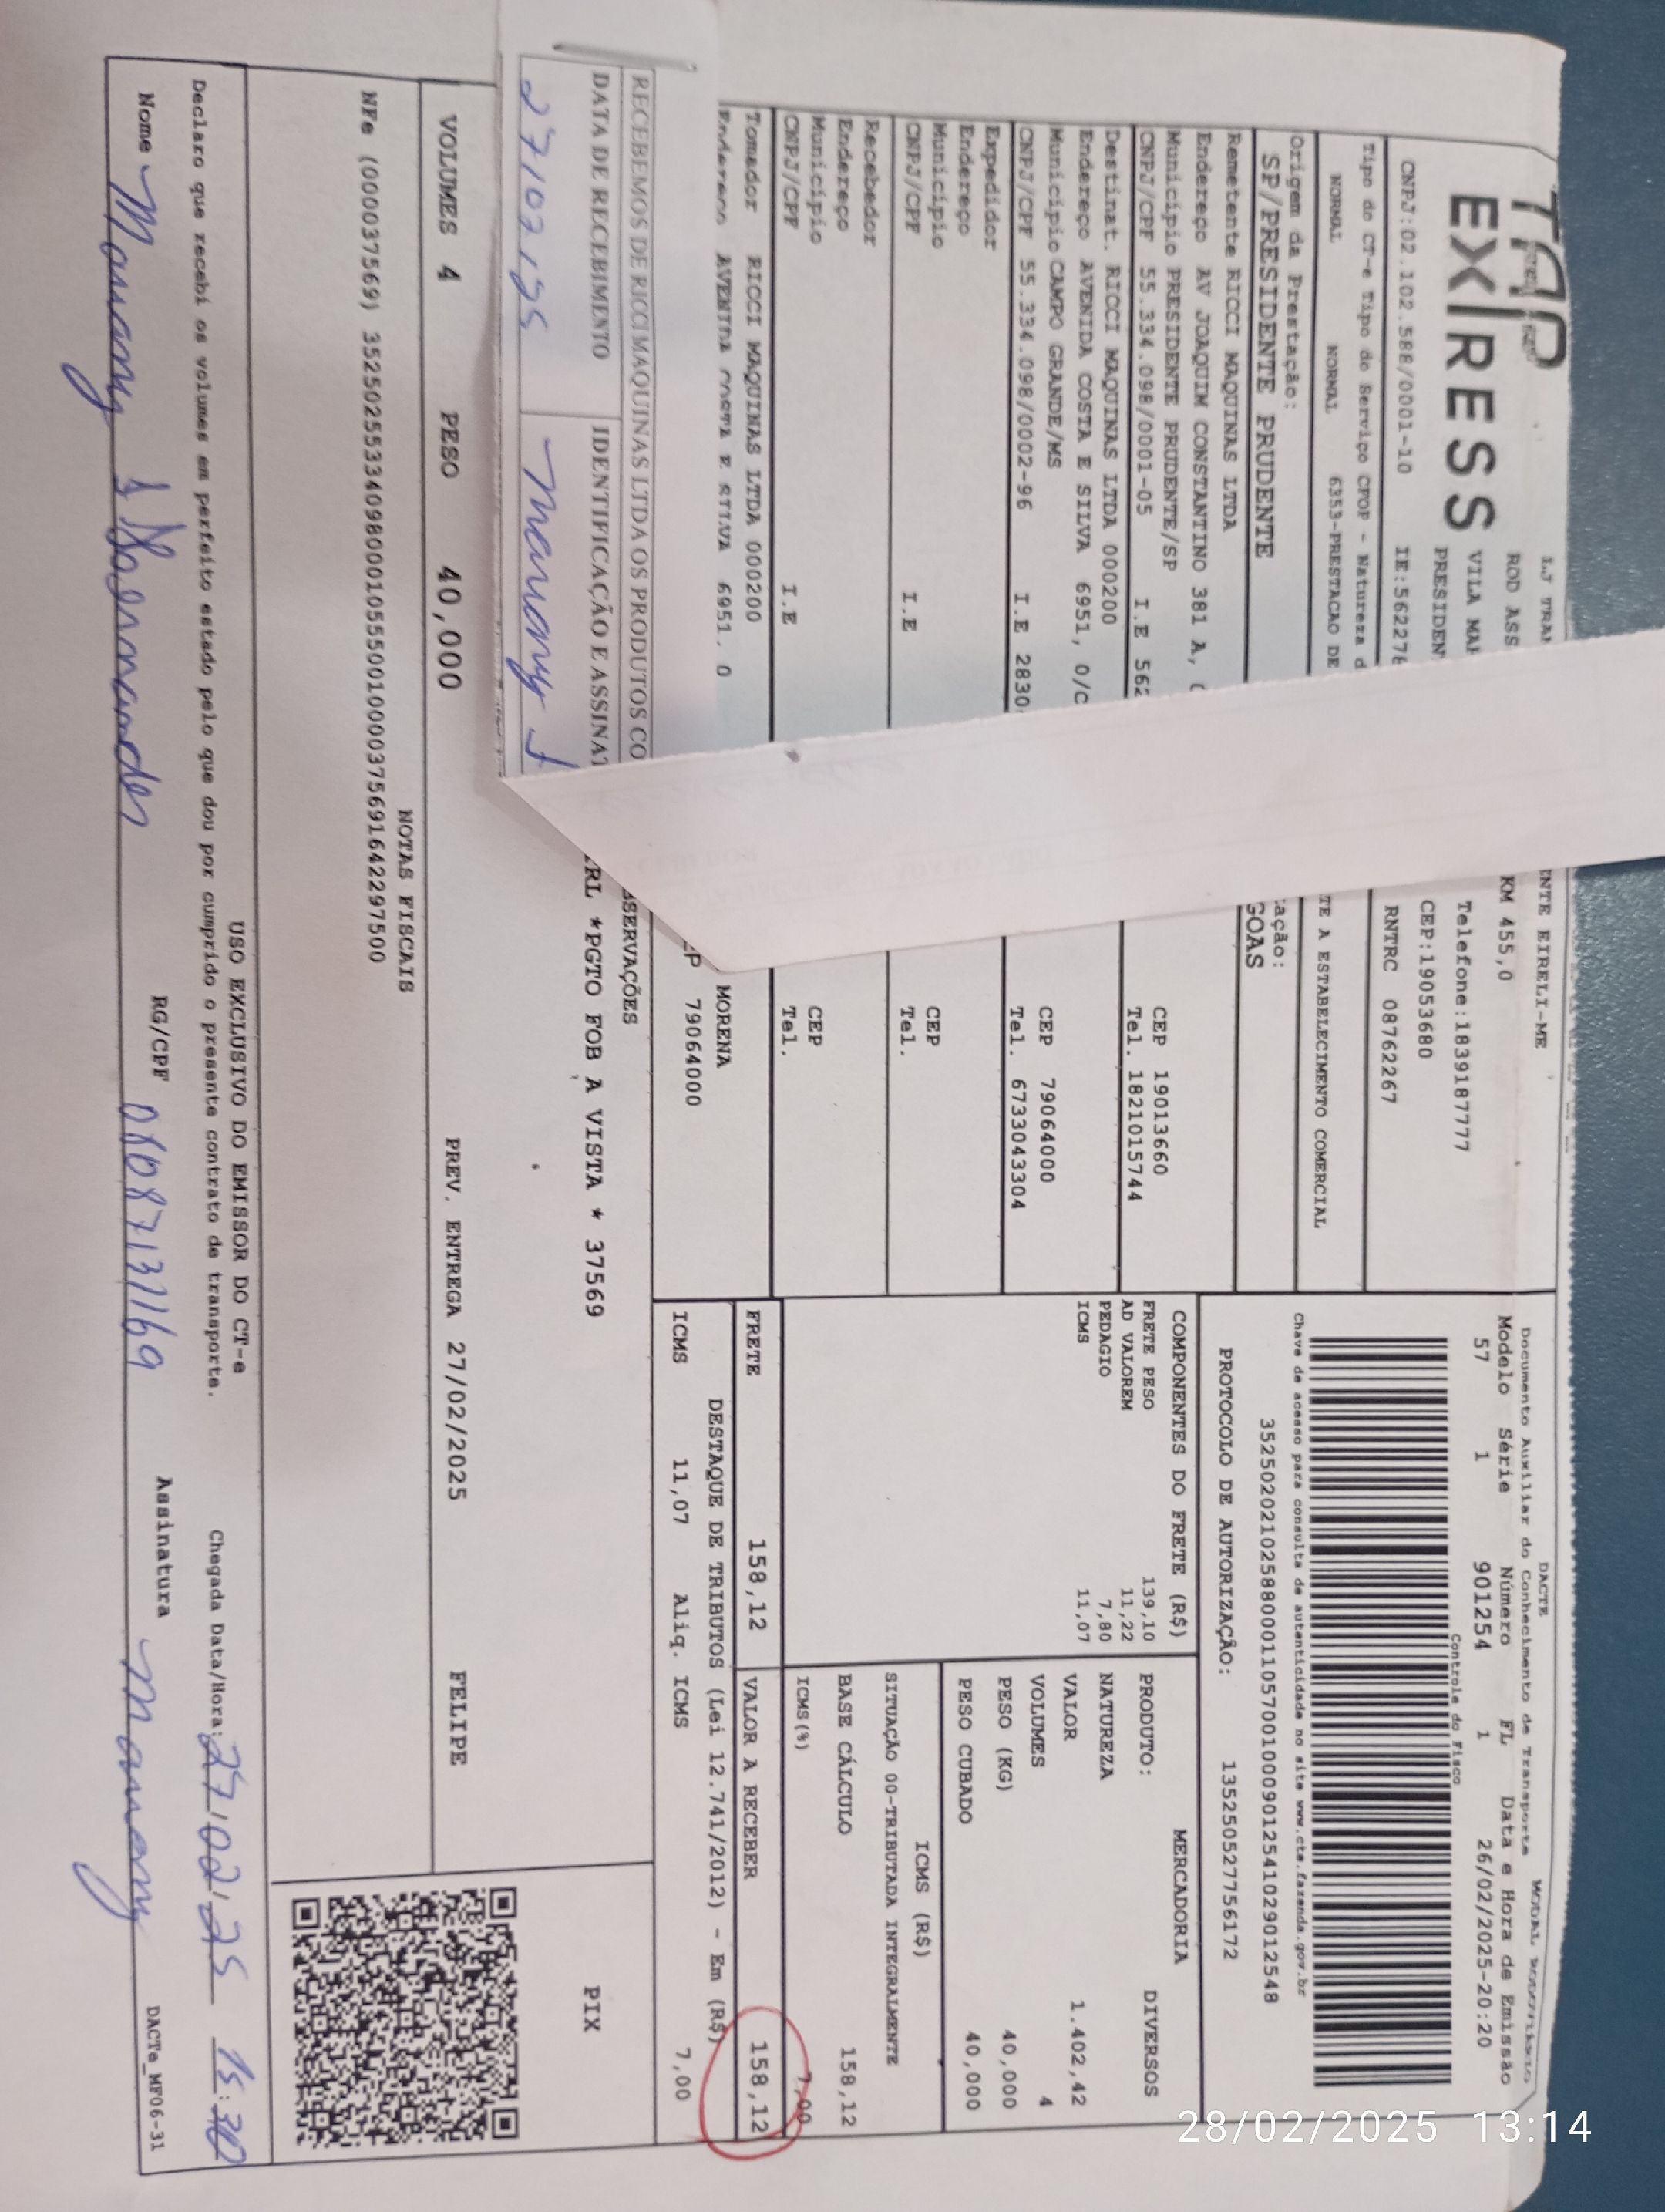 EXPRESS
CNPJ:02.102.588/0001-10
NTE EIRELI-ME
KM 455,0
Telefone:1839187777
CEP:19053680
RNTRC 08762267
DACTE
Documento Auxiliar do Conhecimento de Transporte
Modelo Série Número FL Data e Hora de Emissão
57 1 901254 1 26/02/2025-20:20
Controle do Fisco
Chave de acesso para consulta de autenticidade no site www.cte.fazenda.gov.br
35250202102588000110570010009012541029012548
PROTOCOLO DE AUTORIZAÇÃO: 135250527756172
Tipo do CT-e Tipo do Serviço CFOP - Natureza d
NORMAL NORMAL 6353-PRESTACAO DE
TE A ESTABELECIMENTO COMERCIAL
Origem da Prestação:
SP/PRESIDENTE PRUDENTE
ação:
GOAS
Remetente RICCI MAQUINAS LTDA
Endereço AV JOAQUIM CONSTANTINO 381 A,
Município PRESIDENTE PRUDENTE/SP CEP 19013660
CNPJ/CPF 55.334.098/0001-05 I.E 562 Tel. 1821015744
Destinat. RICCI MAQUINAS LTDA 000200
Endereço AVENIDA COSTA E SILVA 6951, 0/C
Município CAMPO GRANDE/MS CEP 79064000
CNPJ/CPF 55.334.098/0002-96 I.E 2830 Tel. 6733043304
Expedidor
Endereço
Município CEP
CNPJ/CPF I.E Tel.
Recebedor
Endereço
Município CEP
CNPJ/CPF I.E Tel.
Tomador RICCI MAQUINAS LTDA 000200
Endereço AVENIDA COSTA E SILVA 6951, 0 MORENA
79064000
COMPONENTES DO FRETE (R$)
FRETE PESO 139,10
AD VALOREM 11,22
PEDAGIO 7,80
ICMS 11,07
MERCADORIA
PRODUTO: DIVERSOS
NATUREZA
VALOR 1.402,42
VOLUMES 4
PESO (KG) 40,000
PESO CUBADO 40,000
ICMS (R$)
SITUAÇÃO 00-TRIBUTADA INTEGRALMENTE
BASE CÁLCULO 158,12
ICMS(%) 7,00
FRETE 158,12 VALOR A RECEBER 158,12
DESTAQUE DE TRIBUTOS (Lei 12.741/2012) - Em (R$)
ICMS 11,07 Aliq. ICMS 7,00
RECEBEMOS DE RICCI MAQUINAS LTDA OS PRODUTOS CO
DATA DE RECEBIMENTO IDENTIFICAÇÃO E ASSINAT
27/02/25
SERVAÇÕES
RL *PGTO FOB A VISTA * 37569
PIX
VOLUMES 4 PESO 40,000 PREV. ENTREGA 27/02/2025 FELIPE
NOTAS FISCAIS
NFe (000037569) 35250255334098000105550010000375691642297500
USO EXCLUSIVO DO EMISSOR DO CT-e
Declaro que recebi os volumes em perfeito estado pelo que dou por cumprido o presente contrato de transporte. Chegada Data/Hora: 27/02/25 15:30
Nome RG/CPF Assinatura
DACTe_MF06-31
28/02/2025 13:14